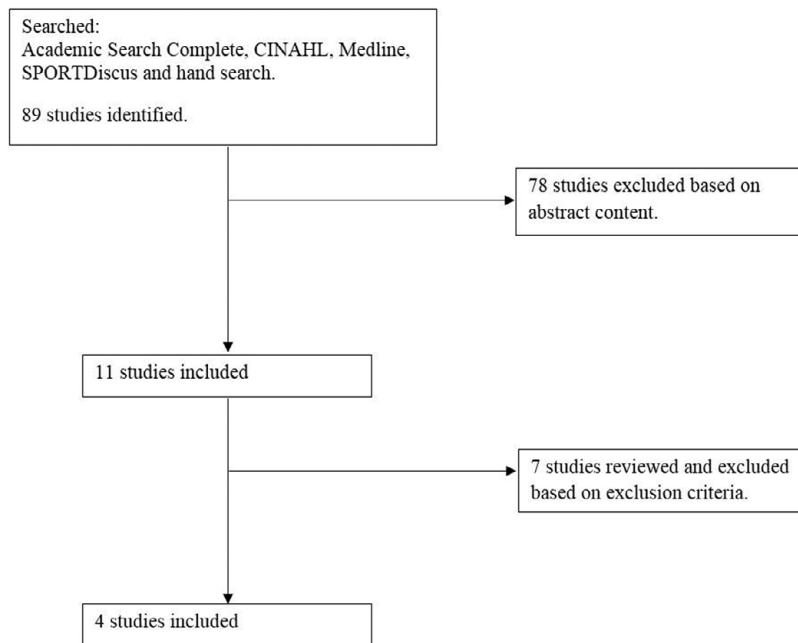 Searched:
Academic Search Complete, CINAHL, Medline,
SPORTDiscus and hand search.
89 studies identified.
78 studies excluded based on
abstract content.
11 studies included
7 studies reviewed and excluded
based on exclusion criteria.
4 studies included